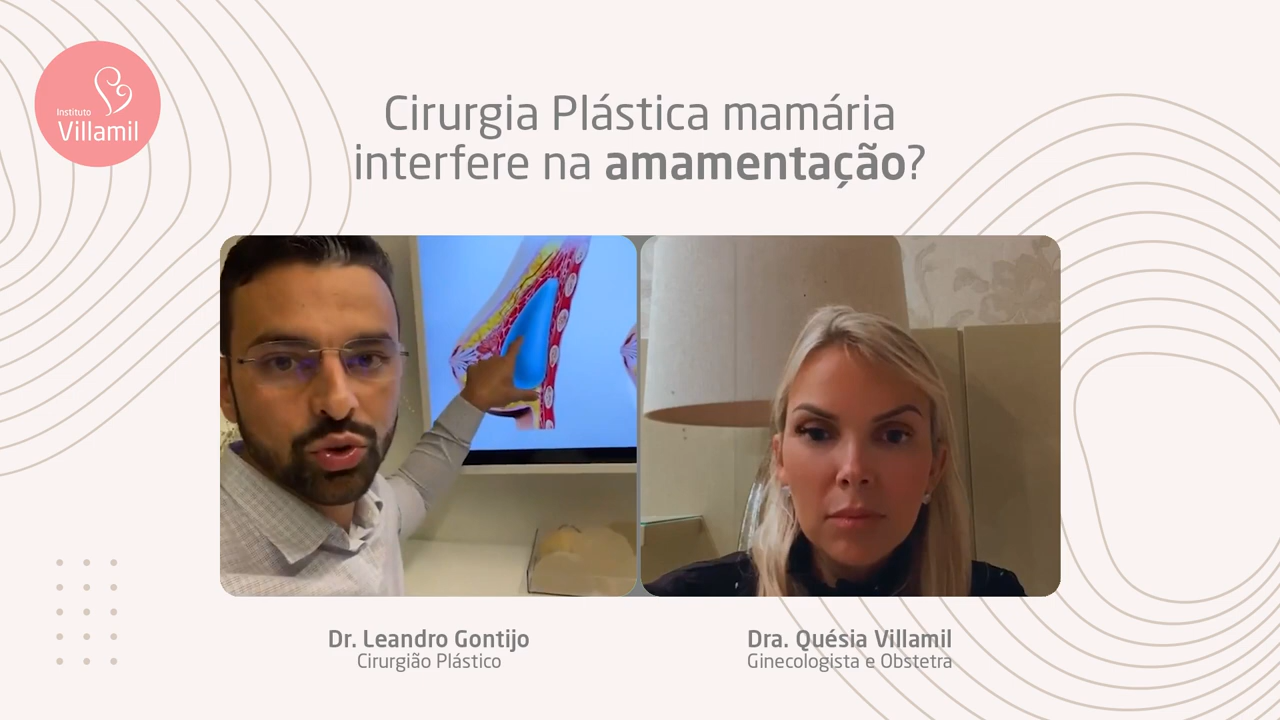 Instituto
Villamil
Cirurgia Plástica mamária
interfere na amamentação?
Dr. Leandro Gontijo
Cirurgião Plástico
Dra. Quésia Villamil
Ginecologista e Obstetra